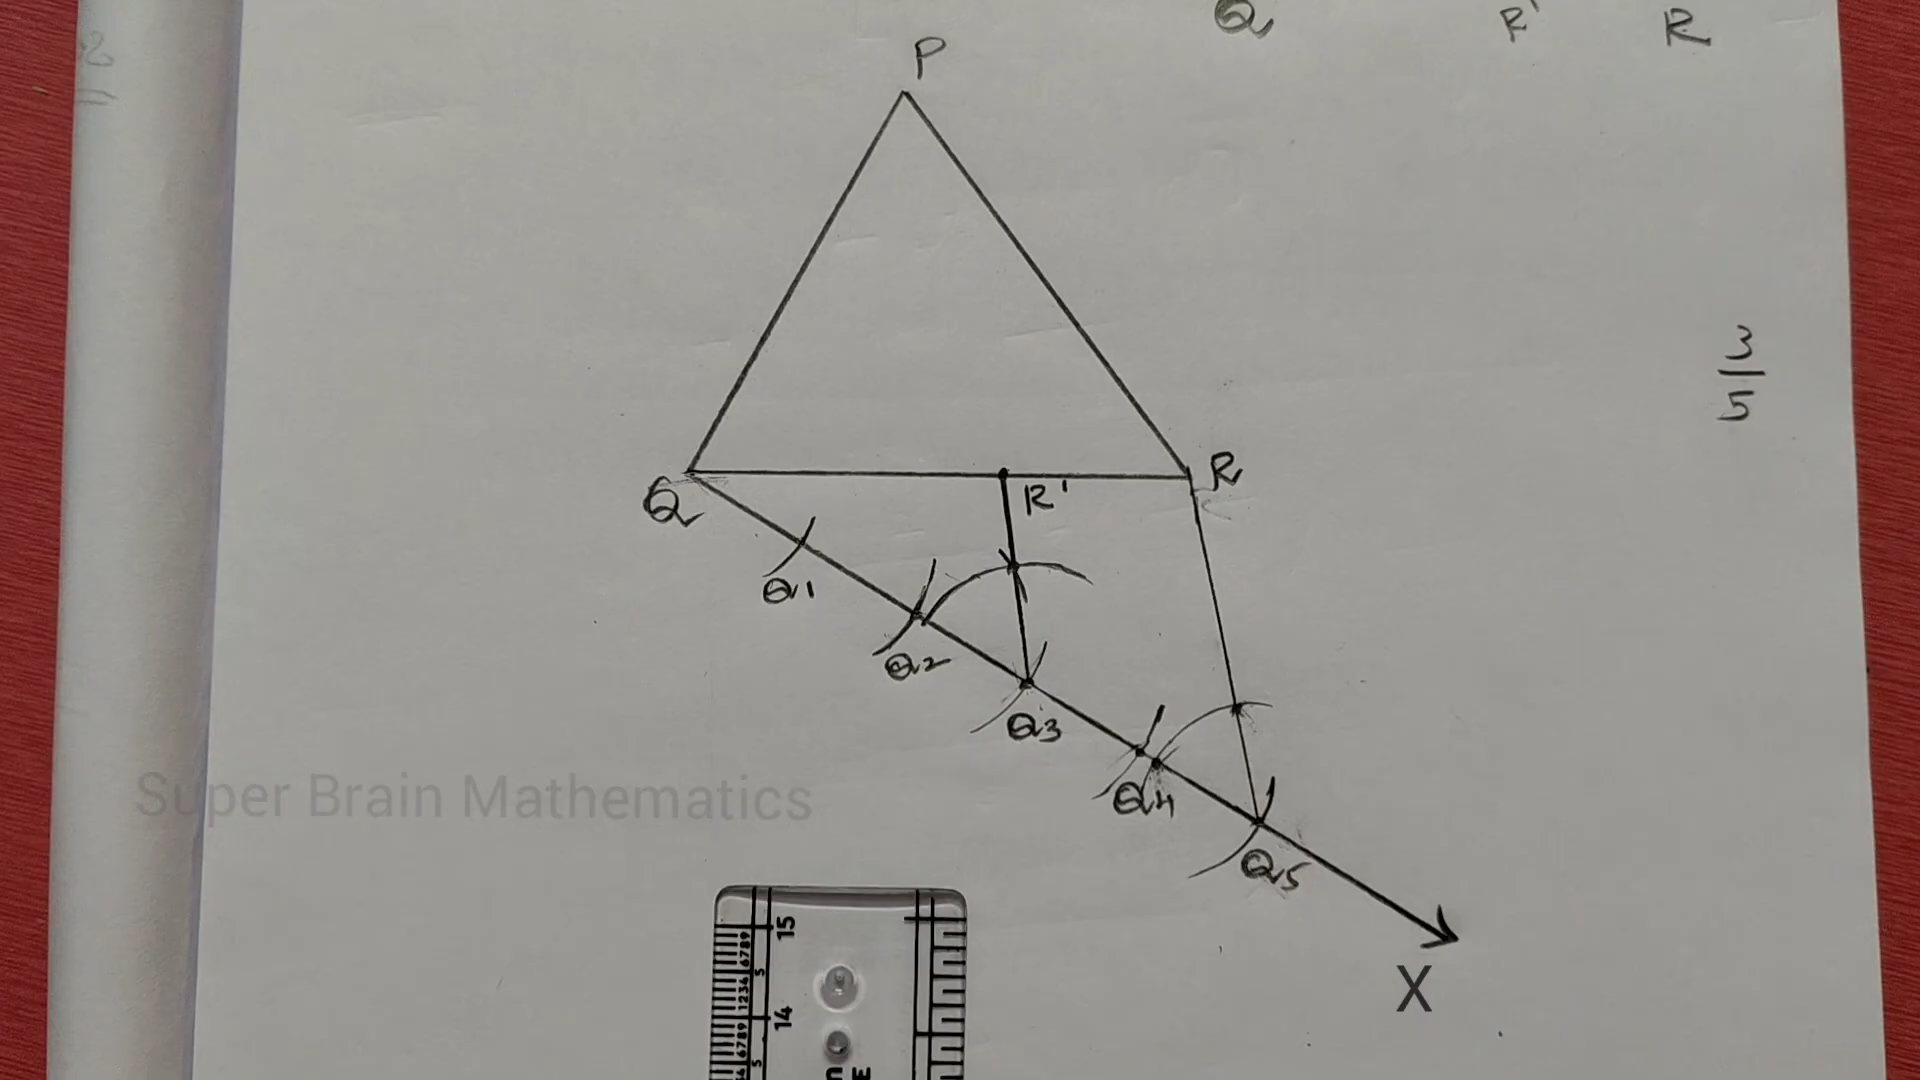 Q R' R
P
3/5
Q R' R
Q1
Q2
Q3
Q4
Q5
X
Super Brain Mathematics
15
14